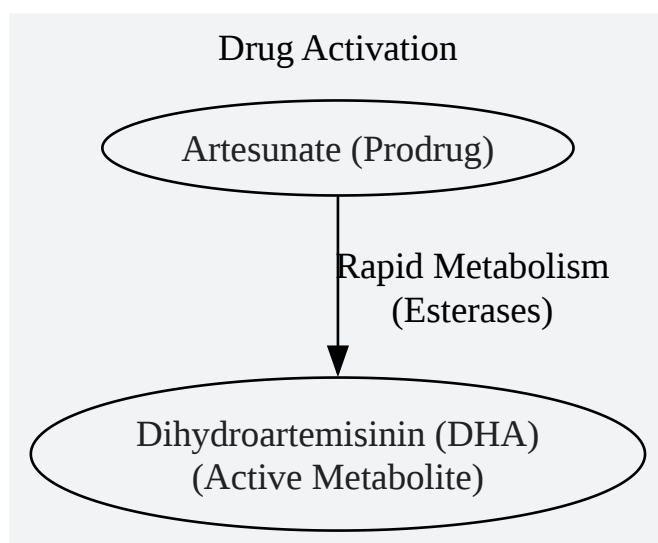 Drug Activation
Artesunate (Prodrug)
Rapid Metabolism
(Esterases)
Dihydroartemisinin (DHA)
(Active Metabolite)